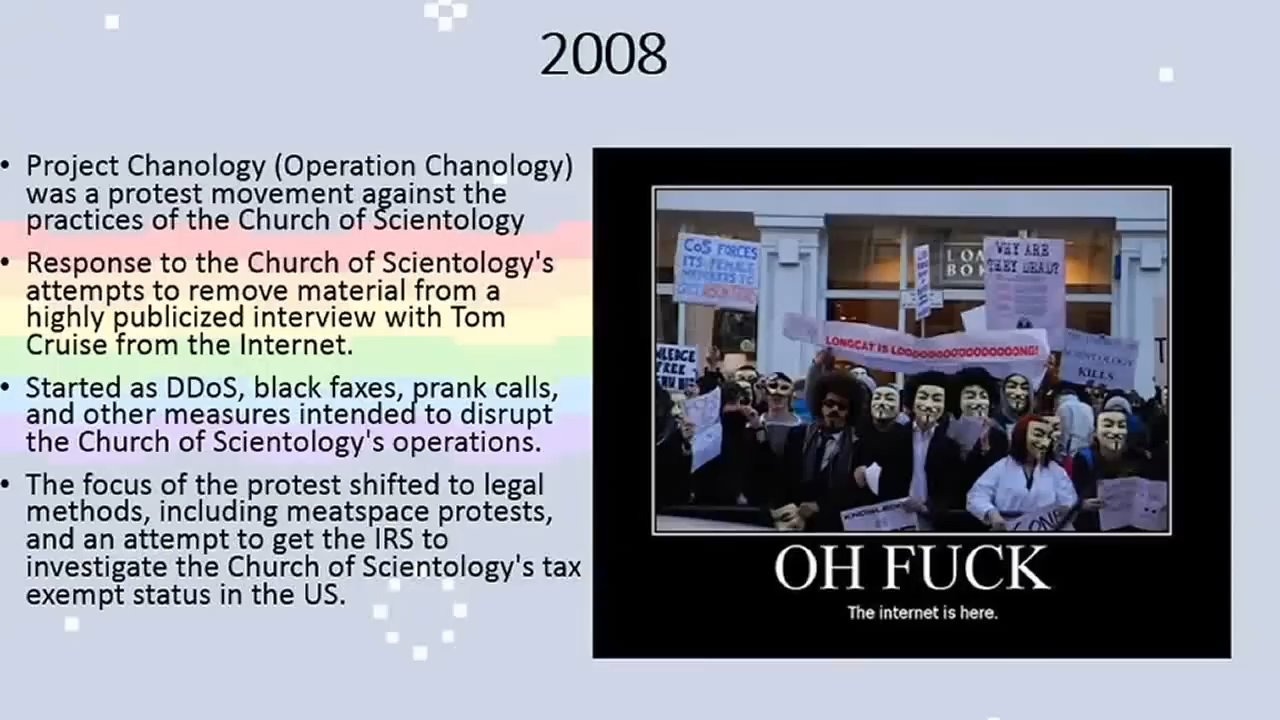 2008
• Project Chanology (Operation Chanology)
was a protest movement against the
practices of the Church of Scientology
• Response to the Church of Scientology's
attempts to remove material from a
highly publicized interview with Tom
Cruise from the Internet.
• Started as DDoS, black faxes, prank calls,
and other measures intended to disrupt
the Church of Scientology's operations.
• The focus of the protest shifted to legal
methods, including meatspace protests,
and an attempt to get the IRS to
investigate the Church of Scientology's tax
exempt status in the US.
CoS FORCES
ITS FEMALE
MEMBERS TO
WHY ARE
THEY DEAD?
LONGCAT IS LOOOOOOOOOOOOOOONG!
SCIENTOLOGY
KILLS
OH FUCK
The internet is here.